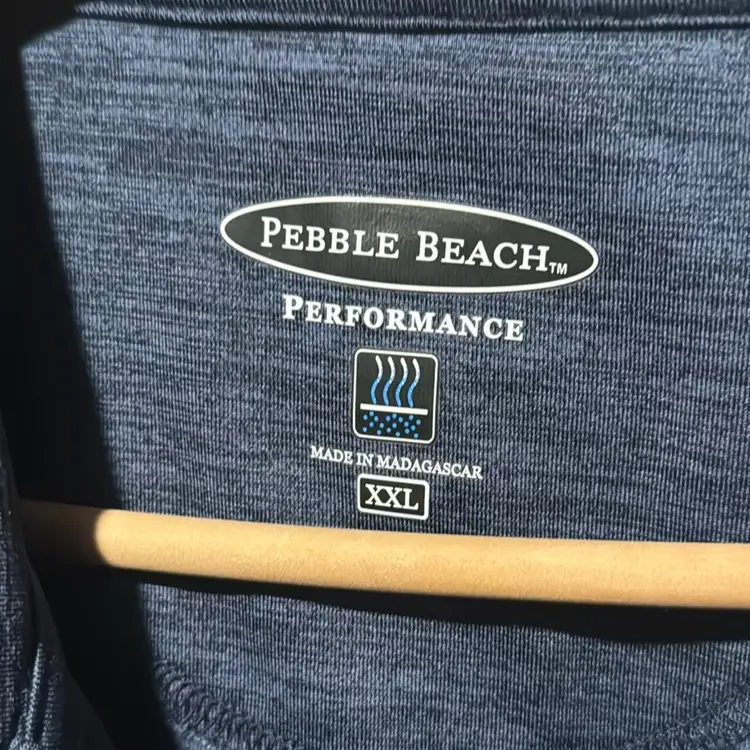 PEBBLE BEACH™
PERFORMANCE
MADE IN MADAGASCAR
XXL